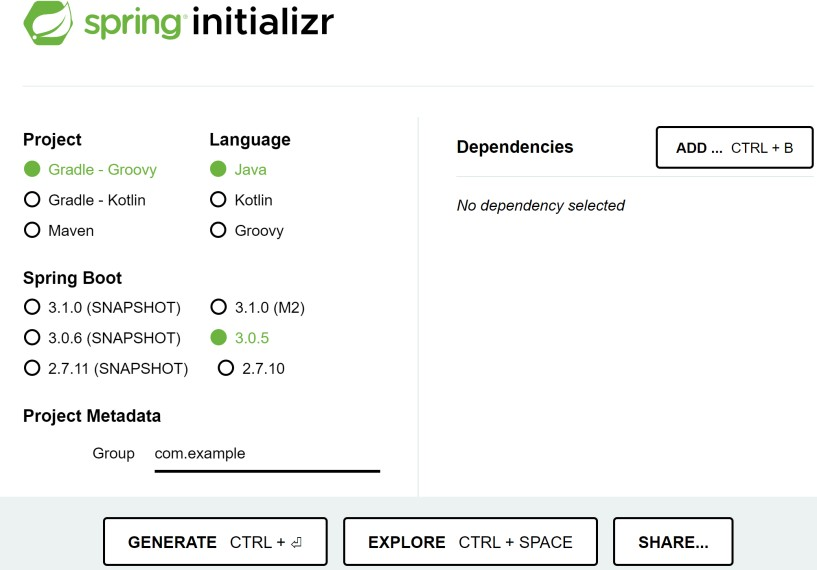 spring initializr
Project
Gradle - Groovy
Gradle - Kotlin
Maven
Language
Java
Kotlin
Groovy
Spring Boot
3.1.0 (SNAPSHOT) 3.1.0 (M2)
3.0.6 (SNAPSHOT) 3.0.5
2.7.11 (SNAPSHOT) 2.7.10
Project Metadata
Group com.example
Dependencies
ADD ... CTRL + B
No dependency selected
GENERATE CTRL + ⏎
EXPLORE CTRL + SPACE
SHARE...